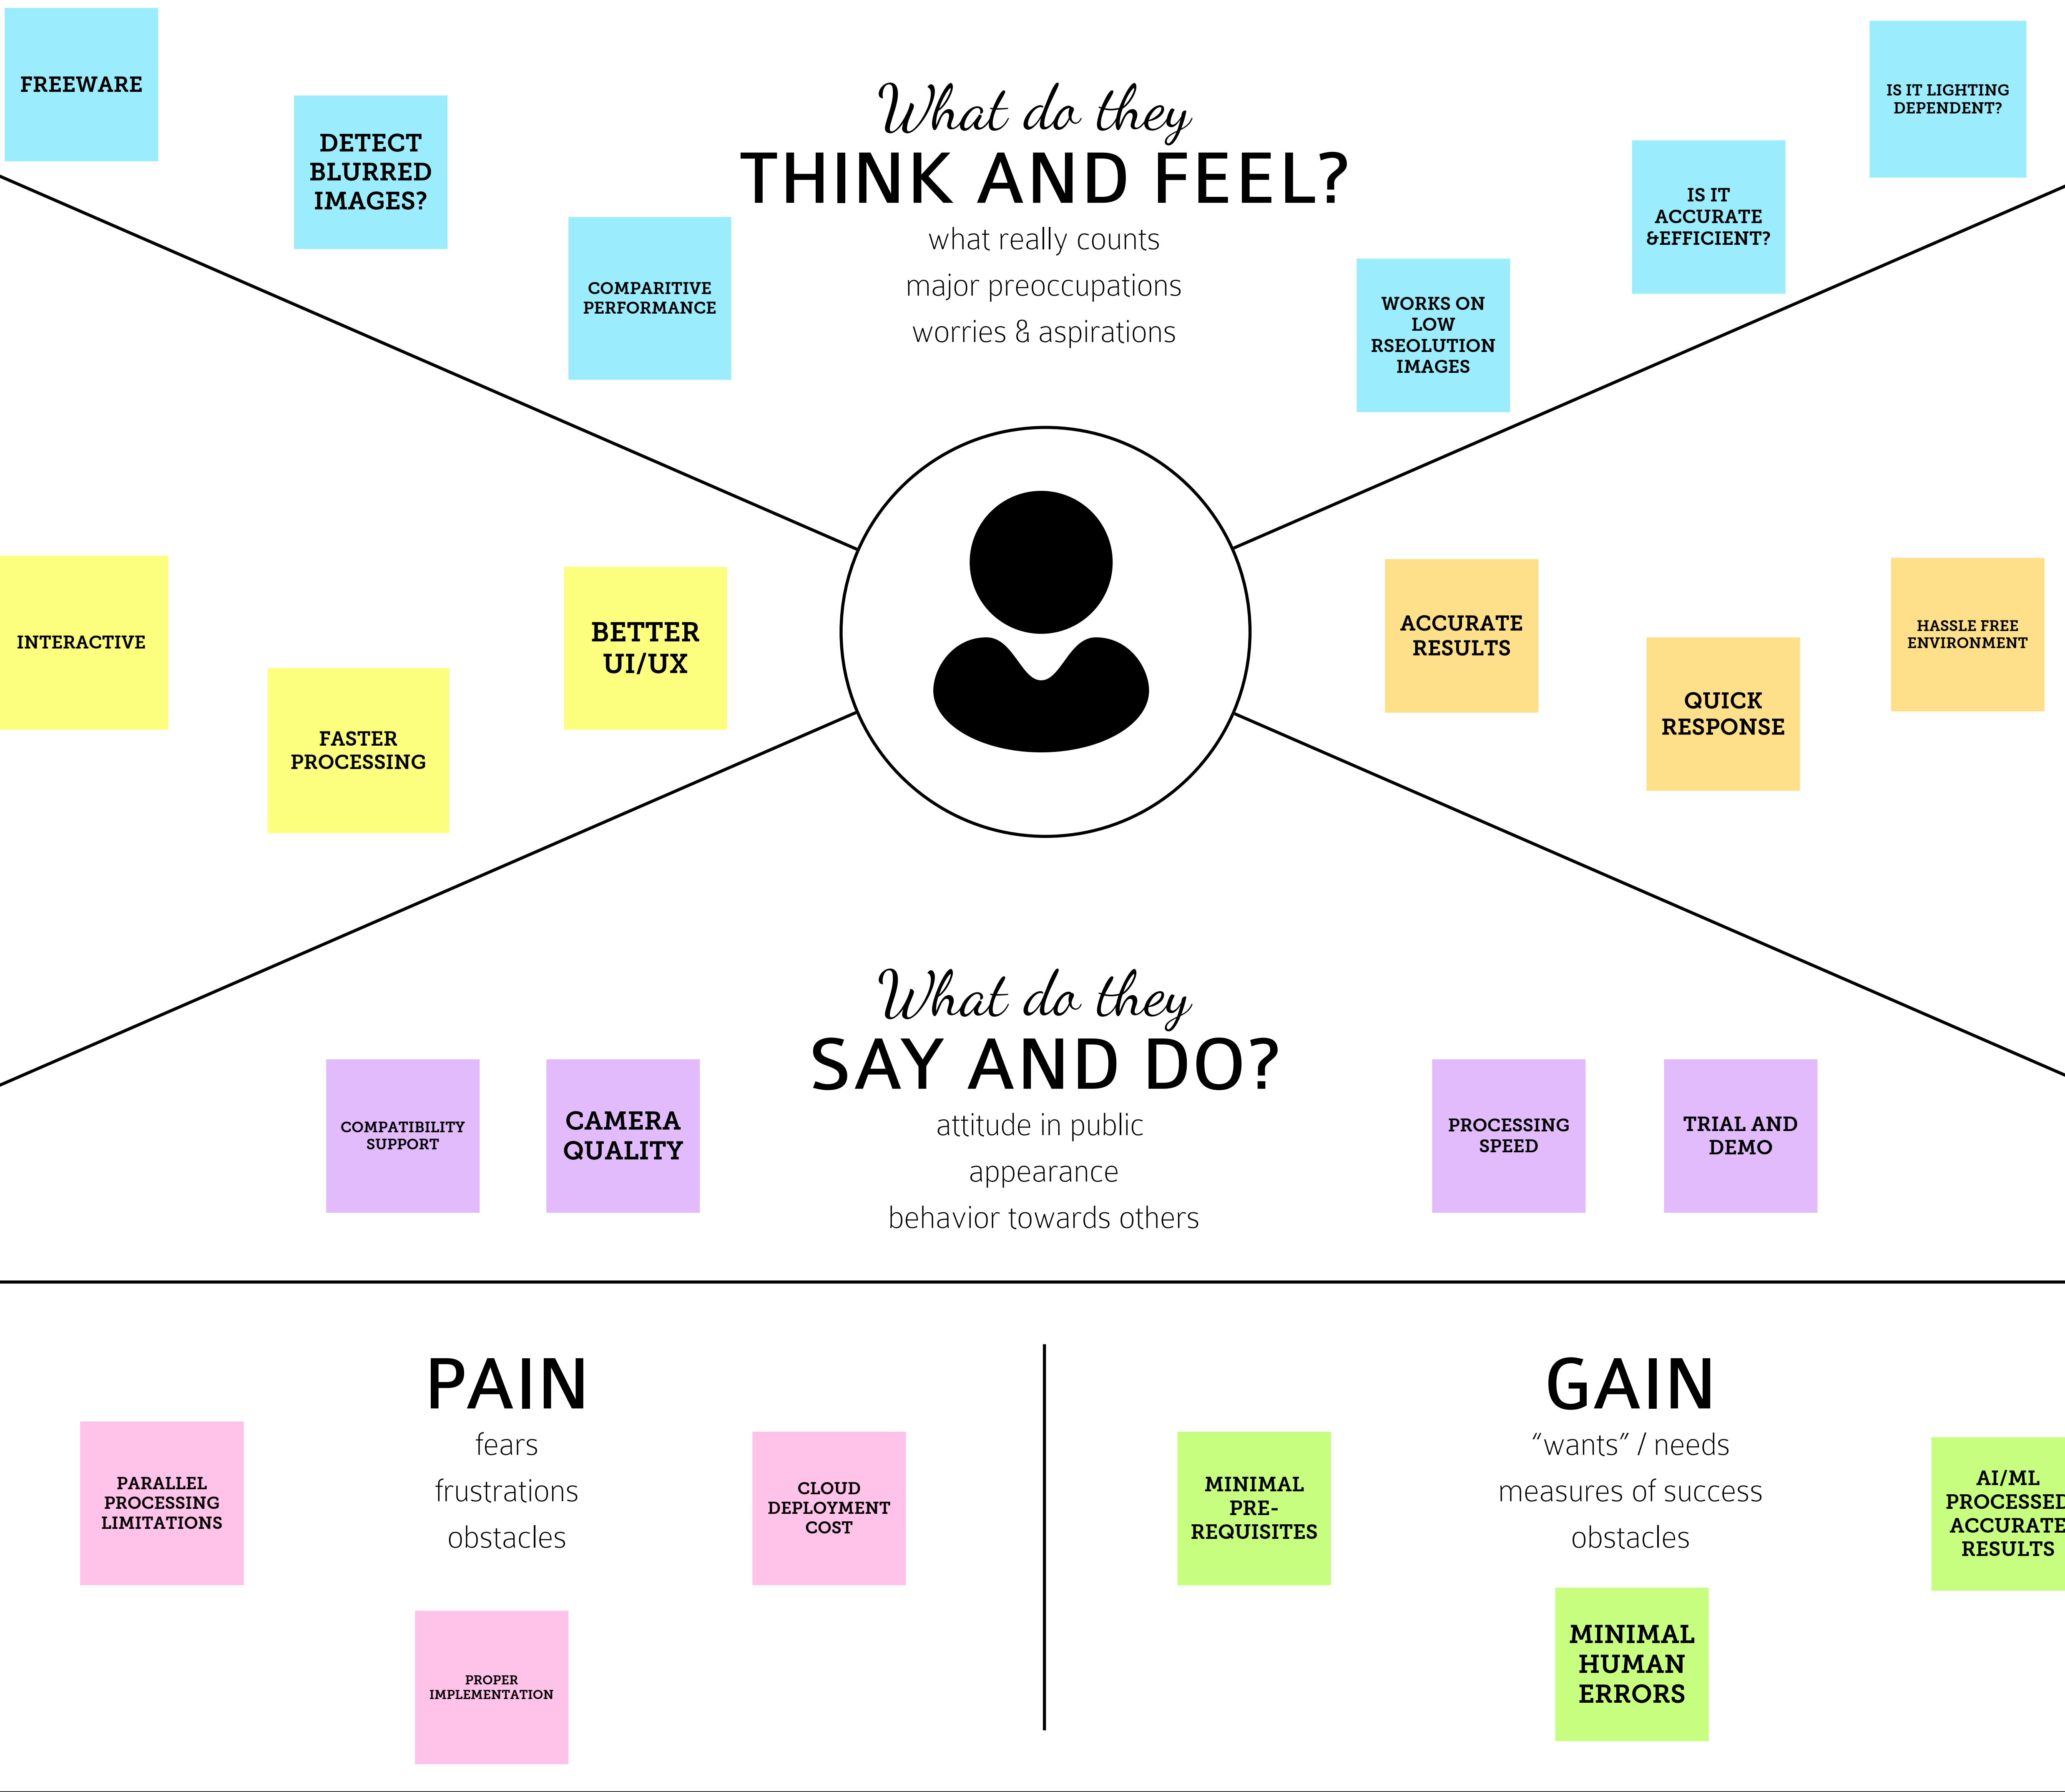 FREEWARE
DETECT
BLURRED
IMAGES?
COMPARITIVE
PERFORMANCE
What do they
THINK AND FEEL?
what really counts
major preoccupations
worries & aspirations
WORKS ON
LOW
RSEOLUTION
IMAGES
IS IT
ACCURATE
&EFFICIENT?
IS IT LIGHTING
DEPENDENT?
INTERACTIVE
FASTER
PROCESSING
BETTER
UI/UX
ACCURATE
RESULTS
QUICK
RESPONSE
HASSLE FREE
ENVIRONMENT
What do they
SAY AND DO?
attitude in public
appearance
behavior towards others
COMPATIBILITY
SUPPORT
CAMERA
QUALITY
PROCESSING
SPEED
TRIAL AND
DEMO
PAIN
fears
frustrations
obstacles
PARALLEL
PROCESSING
LIMITATIONS
CLOUD
DEPLOYMENT
COST
PROPER
IMPLEMENTATION
GAIN
“wants” / needs
measures of success
obstacles
MINIMAL
PRE-
REQUISITES
MINIMAL
HUMAN
ERRORS
AI/ML
PROCESSED
ACCURATE
RESULTS